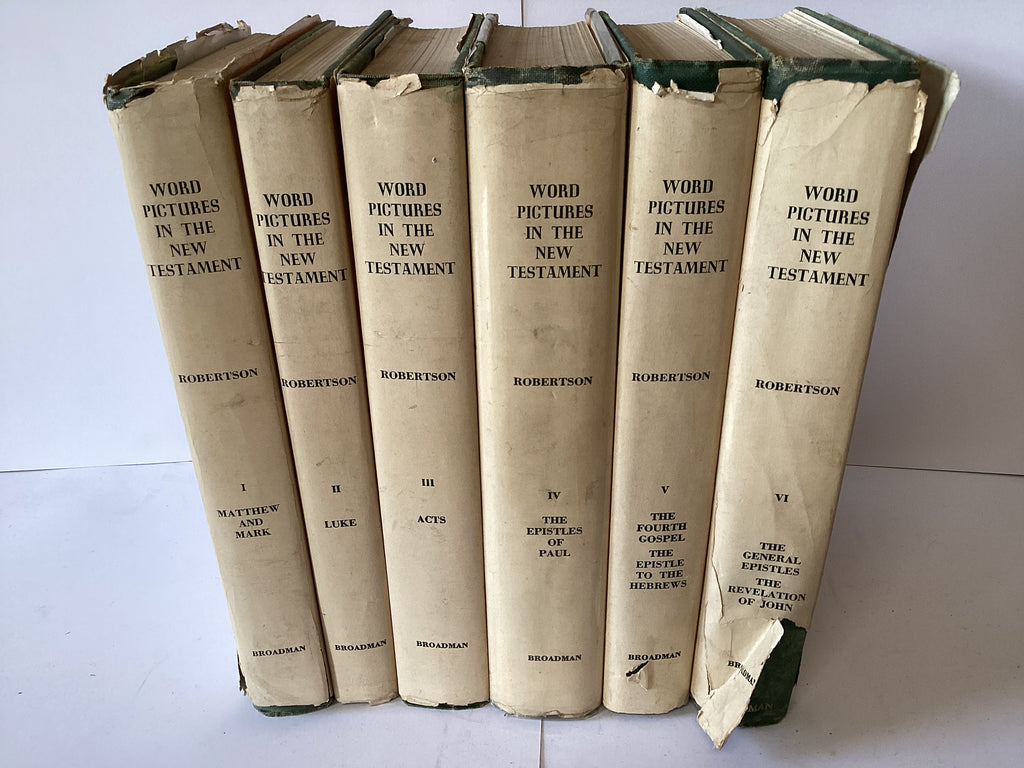 WORD
PICTURES
IN THE
NEW
TESTAMENT
ROBERTSON
I
MATTHEW
AND
MARK
BROADMAN
WORD
PICTURES
IN THE
NEW
TESTAMENT
ROBERTSON
II
LUKE
BROADMAN
WORD
PICTURES
IN THE
NEW
TESTAMENT
ROBERTSON
III
ACTS
BROADMAN
WORD
PICTURES
IN THE
NEW
TESTAMENT
ROBERTSON
IV
THE
EPISTLES
OF
PAUL
BROADMAN
WORD
PICTURES
IN THE
NEW
TESTAMENT
ROBERTSON
V
THE
FOURTH
GOSPEL
THE
EPISTLE
TO THE
HEBREWS
BROADMAN
WORD
PICTURES
IN THE
NEW
TESTAMENT
ROBERTSON
VI
THE
GENERAL
EPISTLES
THE
REVELATION
OF JOHN
BROADMAN